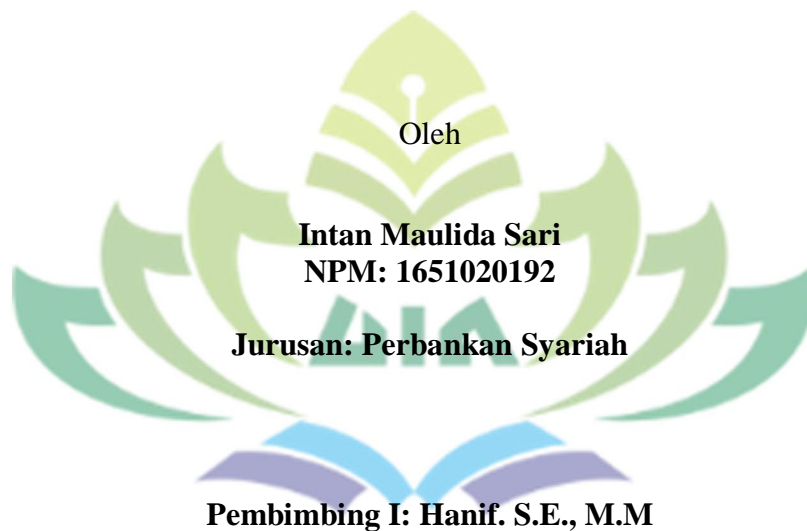 Oleh
Intan Maulida Sari
NPM: 1651020192
Jurusan: Perbankan Syariah
Pembimbing I: Hanif. S.E., M.M